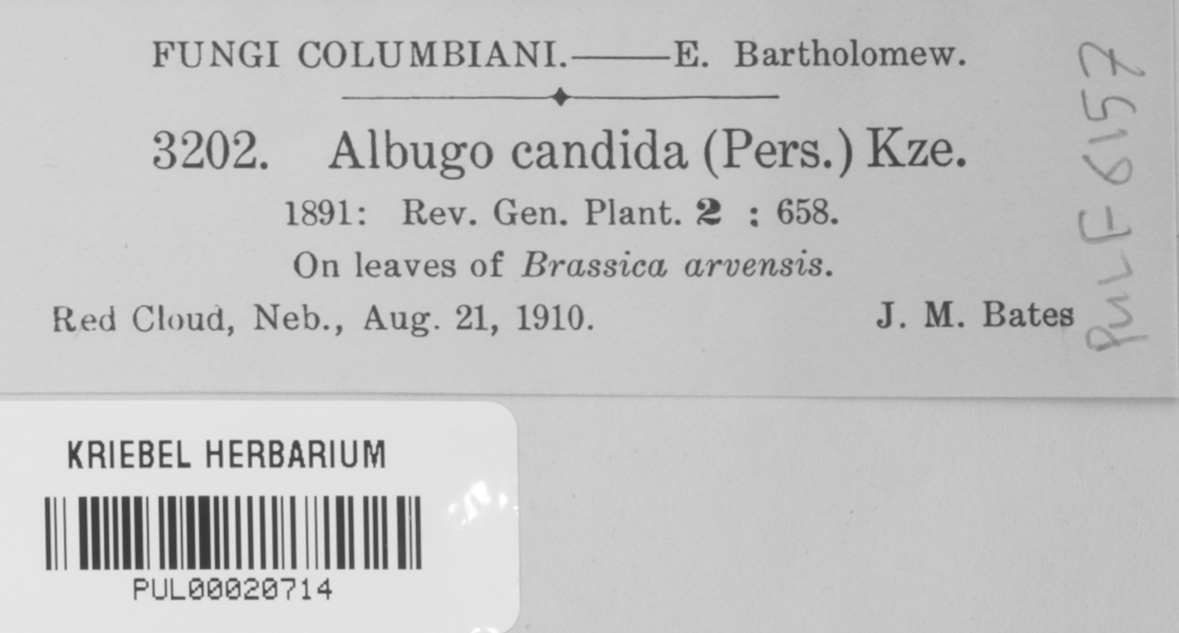 FUNGI COLUMBIANI.——E. Bartholomew.
3202. Albugo candida (Pers.) Kze.
1891: Rev. Gen. Plant. 2 : 658.
On leaves of Brassica arvensis.
Red Cloud, Neb., Aug. 21, 1910. J. M. Bates
PUL F 6157
KRIEBEL HERBARIUM
PUL00020714